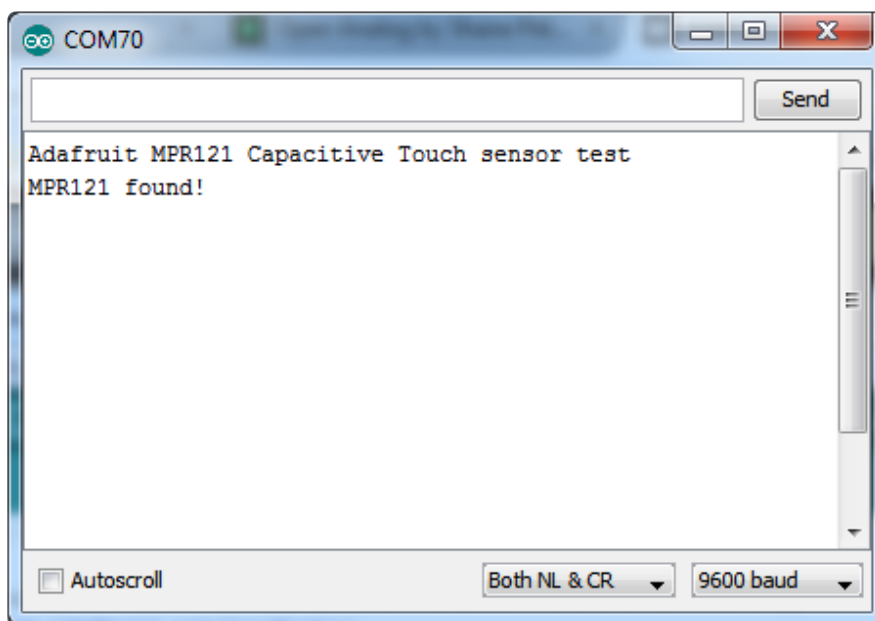 COM70
Send
Adafruit MPR121 Capacitive Touch sensor test
MPR121 found!
Autoscroll
Both NL & CR
9600 baud